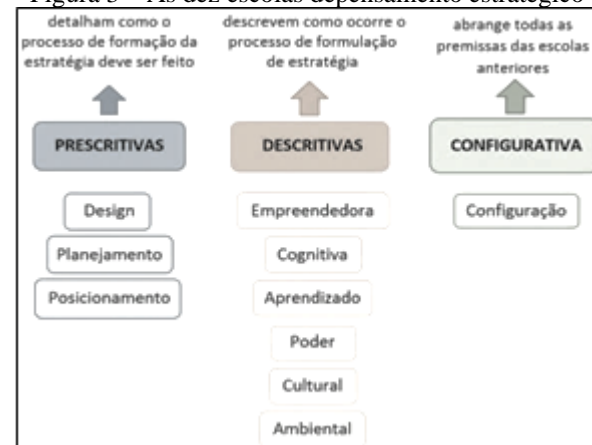 Figura 3 – As dez escolas depensamento estratégico
detalham como o
processo de formação da
estratégia deve ser feito
descrevem como ocorre o
processo de formulação
de estratégia
abrange todas as
premissas das escolas
anteriores
PRESCRITIVAS
DESCRITIVAS
CONFIGURATIVA
Design
Planejamento
Posicionamento
Empreendedora
Cognitiva
Aprendizado
Poder
Cultural
Ambiental
Configuração